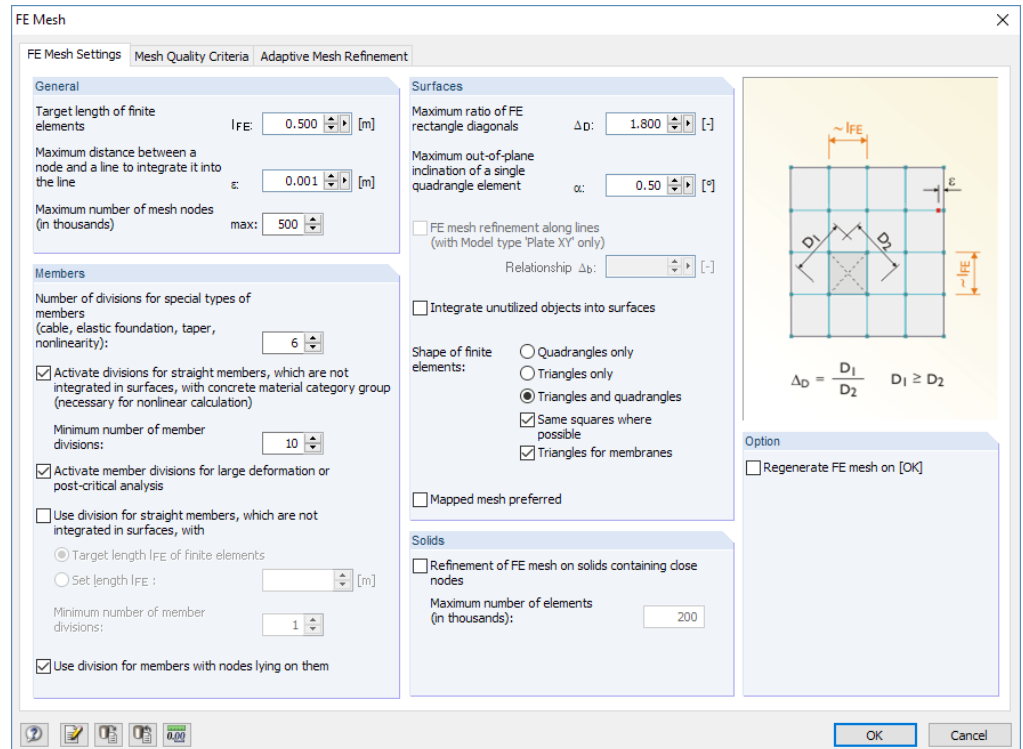 FE Mesh
FE Mesh Settings Mesh Quality Criteria Adaptive Mesh Refinement
General
Target length of finite
elements lFE: 0.500 [m]
Maximum distance between a
node and a line to integrate it into
the line ε: 0.001 [m]
Maximum number of mesh nodes
(in thousands) max: 500
Members
Number of divisions for special types of
members
(cable, elastic foundation, taper,
nonlinearity): 6
Activate divisions for straight members, which are not
integrated in surfaces, with concrete material category group
(necessary for nonlinear calculation)
Minimum number of member
divisions: 10
Activate member divisions for large deformation or
post-critical analysis
Use division for straight members, which are not
integrated in surfaces, with
Target length lFE of finite elements
Set length lFE : [m]
Minimum number of member
divisions: 1
Use division for members with nodes lying on them
Surfaces
Maximum ratio of FE
rectangle diagonals ΔD: 1.800 [-]
Maximum out-of-plane
inclination of a single
quadrangle element α: 0.50 [°]
FE mesh refinement along lines
(with Model type 'Plate XY' only)
Relationship Δb: [-]
Integrate unutilized objects into surfaces
Shape of finite
elements:
Quadrangles only
Triangles only
Triangles and quadrangles
Same squares where
possible
Triangles for membranes
Mapped mesh preferred
Solids
Refinement of FE mesh on solids containing close
nodes
Maximum number of elements
(in thousands): 200
~ lFE
ε
D1 D2
~ lFE
ΔD = D1 / D2 D1 ≥ D2
Option
Regenerate FE mesh on [OK]
0.00
OK Cancel